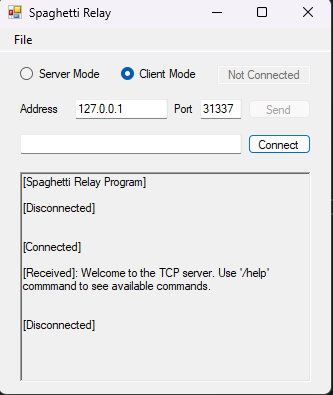 Spaghetti Relay
File
Server Mode Client Mode Not Connected
Address 127.0.0.1 Port 31337 Send
Connect
[Spaghetti Relay Program]
[Disconnected]
[Connected]
[Received]: Welcome to the TCP server. Use '/help'
commmand to see available commands.
[Disconnected]